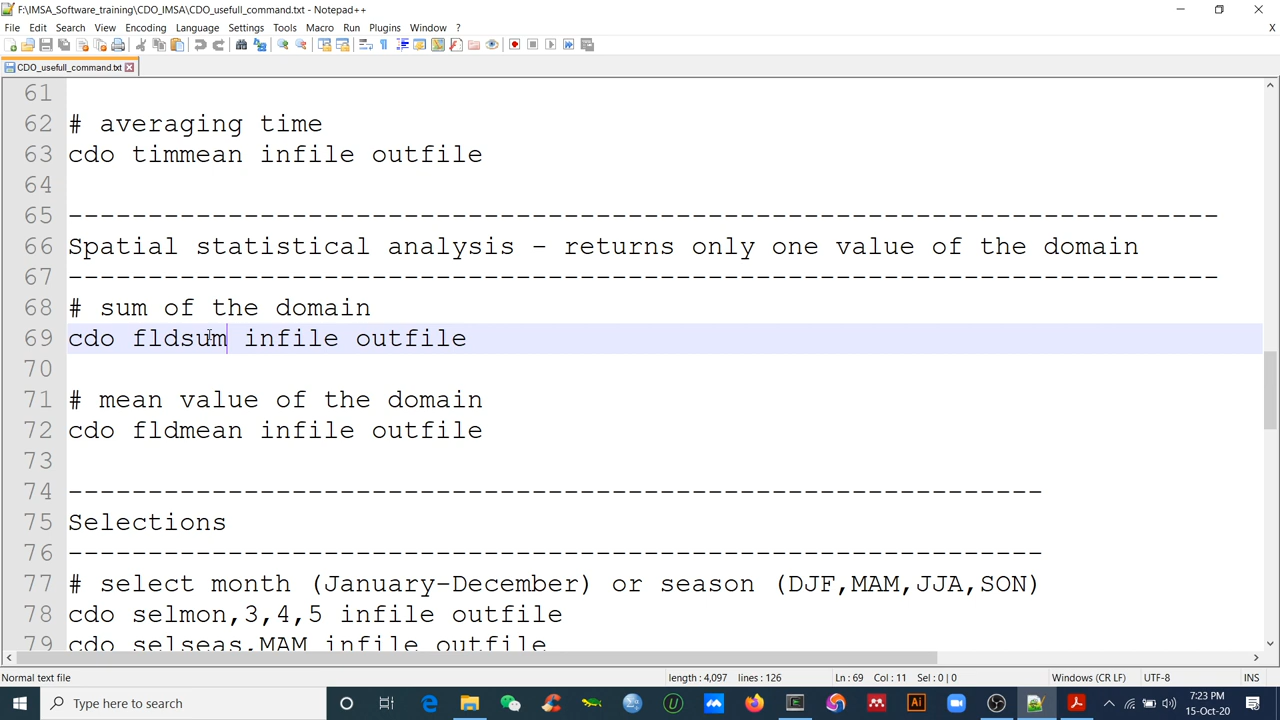 F:\IMSA_Software_training\CDO_IMSA\CDO_usefull_command.txt - Notepad++
File Edit Search View Encoding Language Settings Tools Macro Run Plugins Window ? X
CDO_usefull_command.txt
61
62 # averaging time
63 cdo timmean infile outfile
64
65 ------------------------------------------------------------------------
66 Spatial statistical analysis - returns only one value of the domain
67 ------------------------------------------------------------------------
68 # sum of the domain
69 cdo fldsum infile outfile
70
71 # mean value of the domain
72 cdo fldmean infile outfile
73
74 -------------------------------------------------------------
75 Selections
76 -------------------------------------------------------------
77 # select month (January-December) or season (DJF,MAM,JJA,SON)
78 cdo selmon,3,4,5 infile outfile
79 cdo selseas,MAM infile outfile
Normal text file length : 4,097 lines : 126 Ln : 69 Col : 11 Sel : 0 | 0 Windows (CR LF) UTF-8 INS
Type here to search
7:23 PM
15-Oct-20